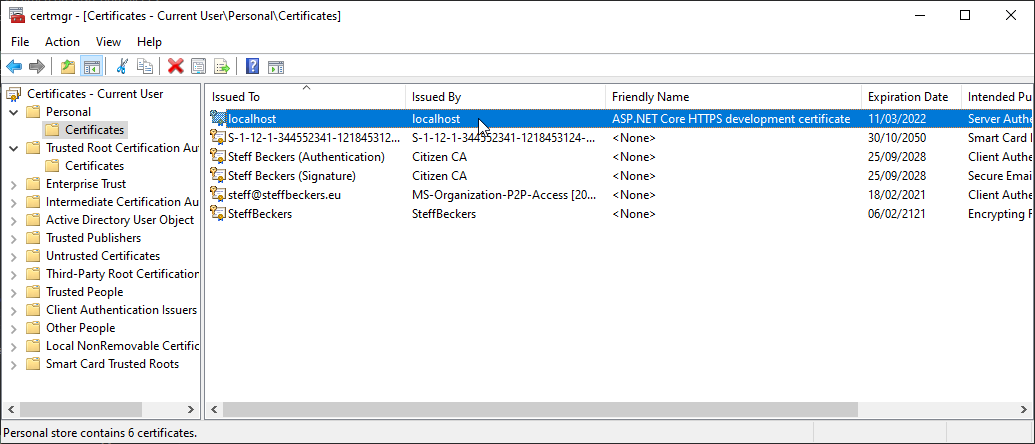 certmgr - [Certificates - Current User\Personal\Certificates]
File Action View Help
Certificates - Current User
Personal
Certificates
Trusted Root Certification Au
Certificates
Enterprise Trust
Intermediate Certification Au
Active Directory User Object
Trusted Publishers
Untrusted Certificates
Third-Party Root Certification
Trusted People
Client Authentication Issuers
Other People
Local NonRemovable Certific
Smart Card Trusted Roots
Issued To Issued By Friendly Name Expiration Date Intended Pu
localhost localhost ASP.NET Core HTTPS development certificate 11/03/2022 Server Authe
S-1-12-1-344552341-121845312... S-1-12-1-344552341-1218453124-... <None> 30/10/2050 Smart Card L
Steff Beckers (Authentication) Citizen CA <None> 25/09/2028 Client Authe
Steff Beckers (Signature) Citizen CA <None> 25/09/2028 Secure Emai
steff@steffbeckers.eu MS-Organization-P2P-Access [20... <None> 18/02/2021 Client Authe
SteffBeckers SteffBeckers <None> 06/02/2121 Encrypting F
Personal store contains 6 certificates.